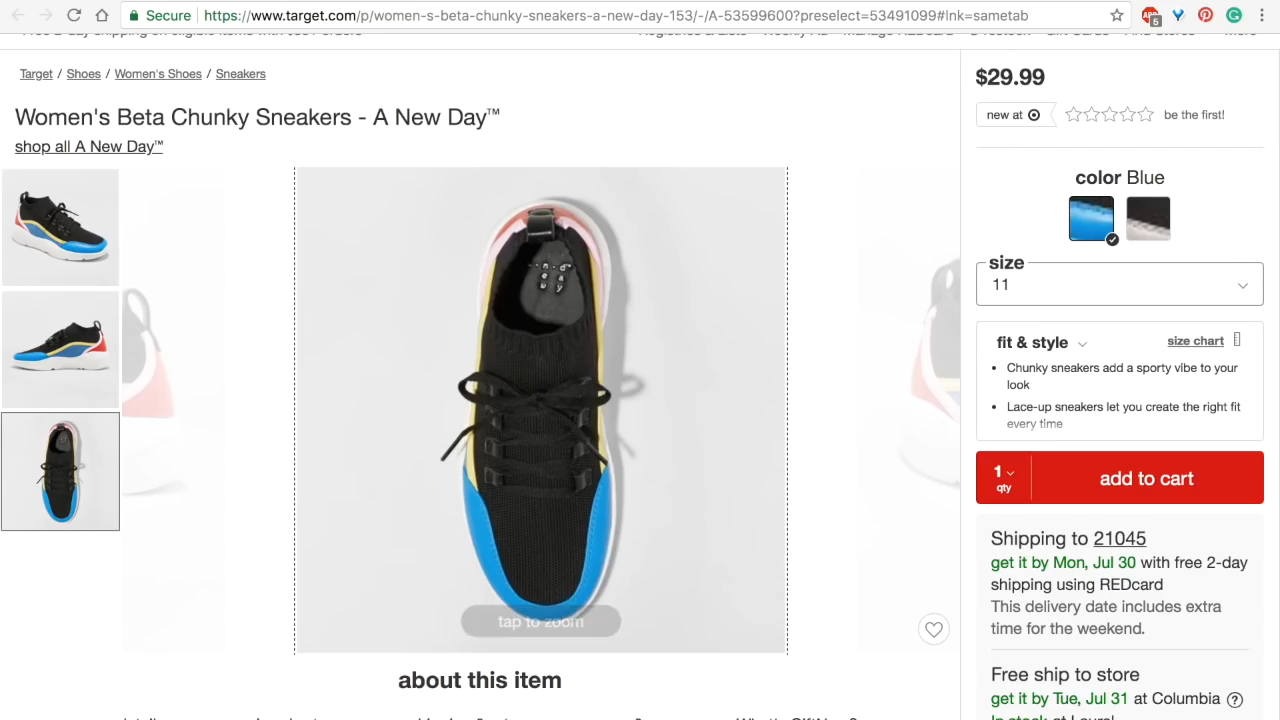 Secure https://www.target.com/p/women-s-beta-chunky-sneakers-a-new-day-153/-/A-53599600?preselect=53491099#lnk=sametab
5
Target / Shoes / Women's Shoes / Sneakers
Women's Beta Chunky Sneakers - A New Day™
shop all A New Day™
tap to zoom
about this item
$29.99
new at
be the first!
color Blue
size
11
fit & style
size chart
• Chunky sneakers add a sporty vibe to your
look
• Lace-up sneakers let you create the right fit
every time
1
qty
add to cart
Shipping to 21045
get it by Mon, Jul 30 with free 2-day
shipping using REDcard
This delivery date includes extra
time for the weekend.
Free ship to store
get it by Tue, Jul 31 at Columbia
In stock at Laurel